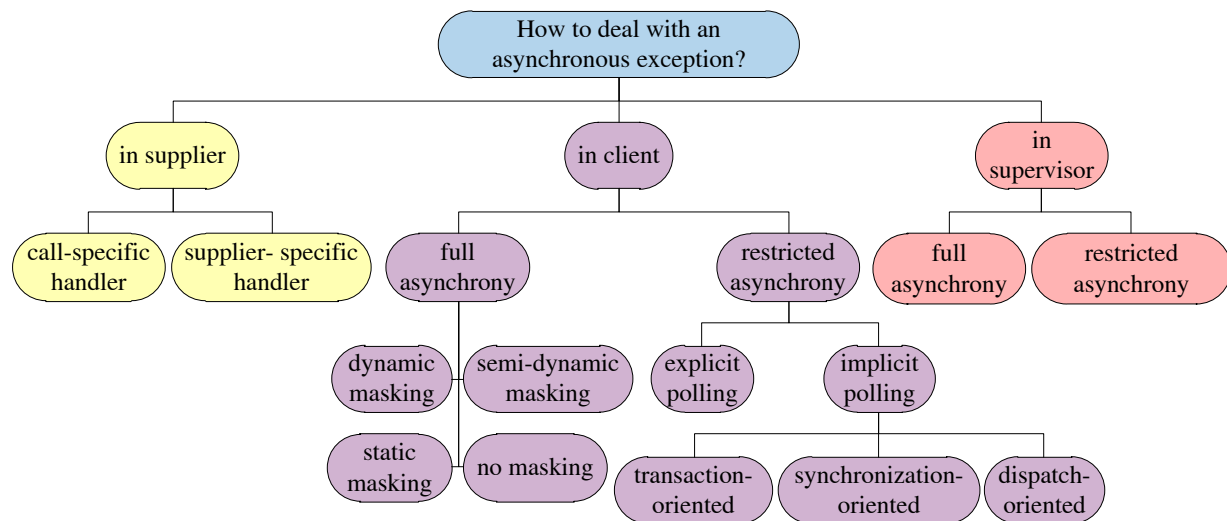 How to deal with an
asynchronous exception?
in supplier
in client
in
supervisor
call-specific
handler
supplier- specific
handler
full
asynchrony
restricted
asynchrony
full
asynchrony
restricted
asynchrony
dynamic
masking
semi-dynamic
masking
explicit
polling
implicit
polling
static
masking
no masking
transaction-
oriented
synchronization-
oriented
dispatch-
oriented